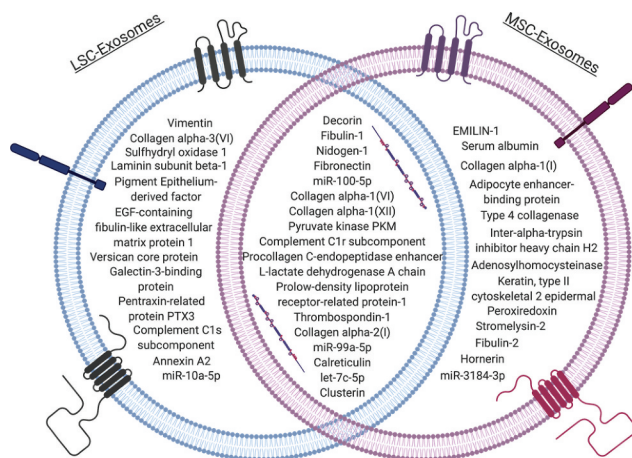 LSC-Exosomes
MSC-Exosomes
Vimentin
Collagen alpha-3(VI)
Sulfhydryl oxidase 1
Laminin subunit beta-1
Pigment Epithelium-
derived factor
EGF-containing
fibulin-like extracellular
matrix protein 1
Versican core protein
Galectin-3-binding
protein
Pentraxin-related
protein PTX3
Complement C1s
subcomponent
Annexin A2
miR-10a-5p
Decorin
Fibulin-1
Nidogen-1
Fibronectin
miR-100-5p
Collagen alpha-1(VI)
Collagen alpha-1(XII)
Pyruvate kinase PKM
Complement C1r subcomponent
Procollagen C-endopeptidase enhancer
L-lactate dehydrogenase A chain
Prolow-density lipoprotein
receptor-related protein-1
Thrombospondin-1
Collagen alpha-2(I)
miR-99a-5p
Calreticulin
let-7c-5p
Clusterin
EMILIN-1
Serum albumin
Collagen alpha-1(I)
Adipocyte enhancer-
binding protein
Type 4 collagenase
Inter-alpha-trypsin
inhibitor heavy chain H2
Adenosylhomocysteinase
Keratin, type II
cytoskeletal 2 epidermal
Peroxiredoxin
Stromelysin-2
Fibulin-2
Hornerin
miR-3184-3p